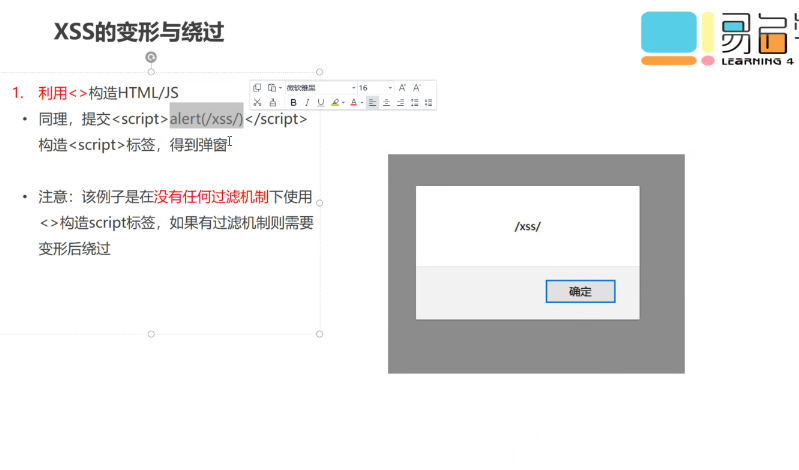 XSS的变形与绕过
易
LEARNING 4
1. 利用<>构造HTML/JS
微软雅黑 16 A A
B I U A
• 同理，提交<script>alert(/xss/)</script>
构造<script>标签，得到弹窗
• 注意：该例子是在没有任何过滤机制下使用
<>构造script标签，如果有过滤机制则需要
变形后绕过
/xss/
确定